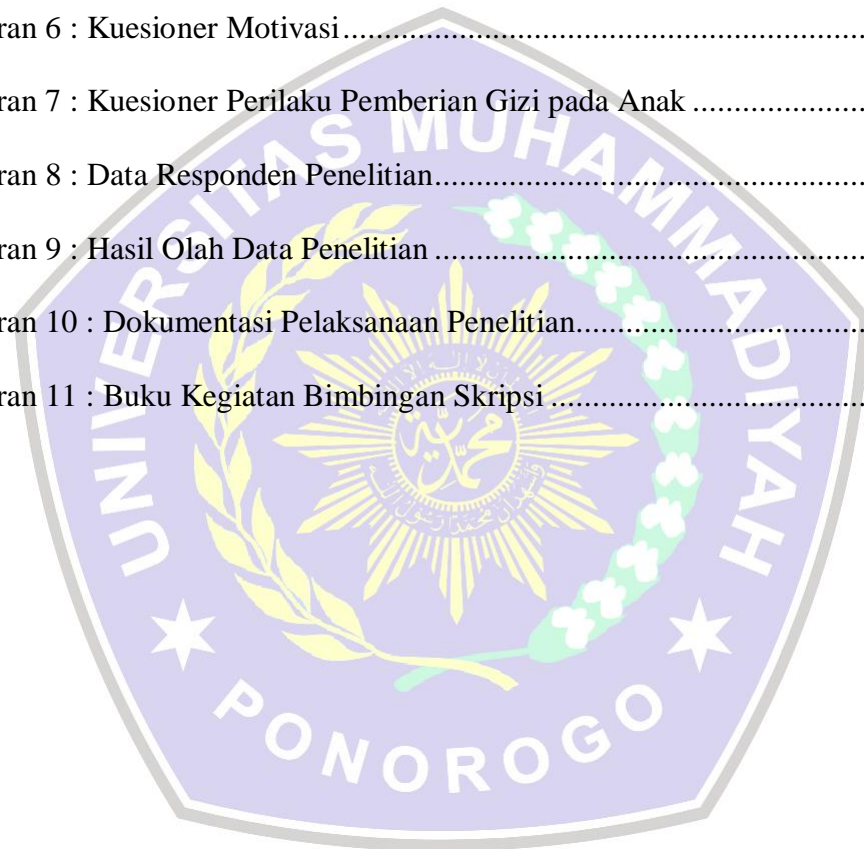 ran 6 : Kuesioner Motivasi
ran 7 : Kuesioner Perilaku Pemberian Gizi pada Anak
ran 8 : Data Responden Penelitian
ran 9 : Hasil Olah Data Penelitian
ran 10 : Dokumentasi Pelaksanaan Penelitian
ran 11 : Buku Kegiatan Bimbingan Skripsi
UNIVERSITAS MUHAMMADIYAH
PONOROGO
محمدية